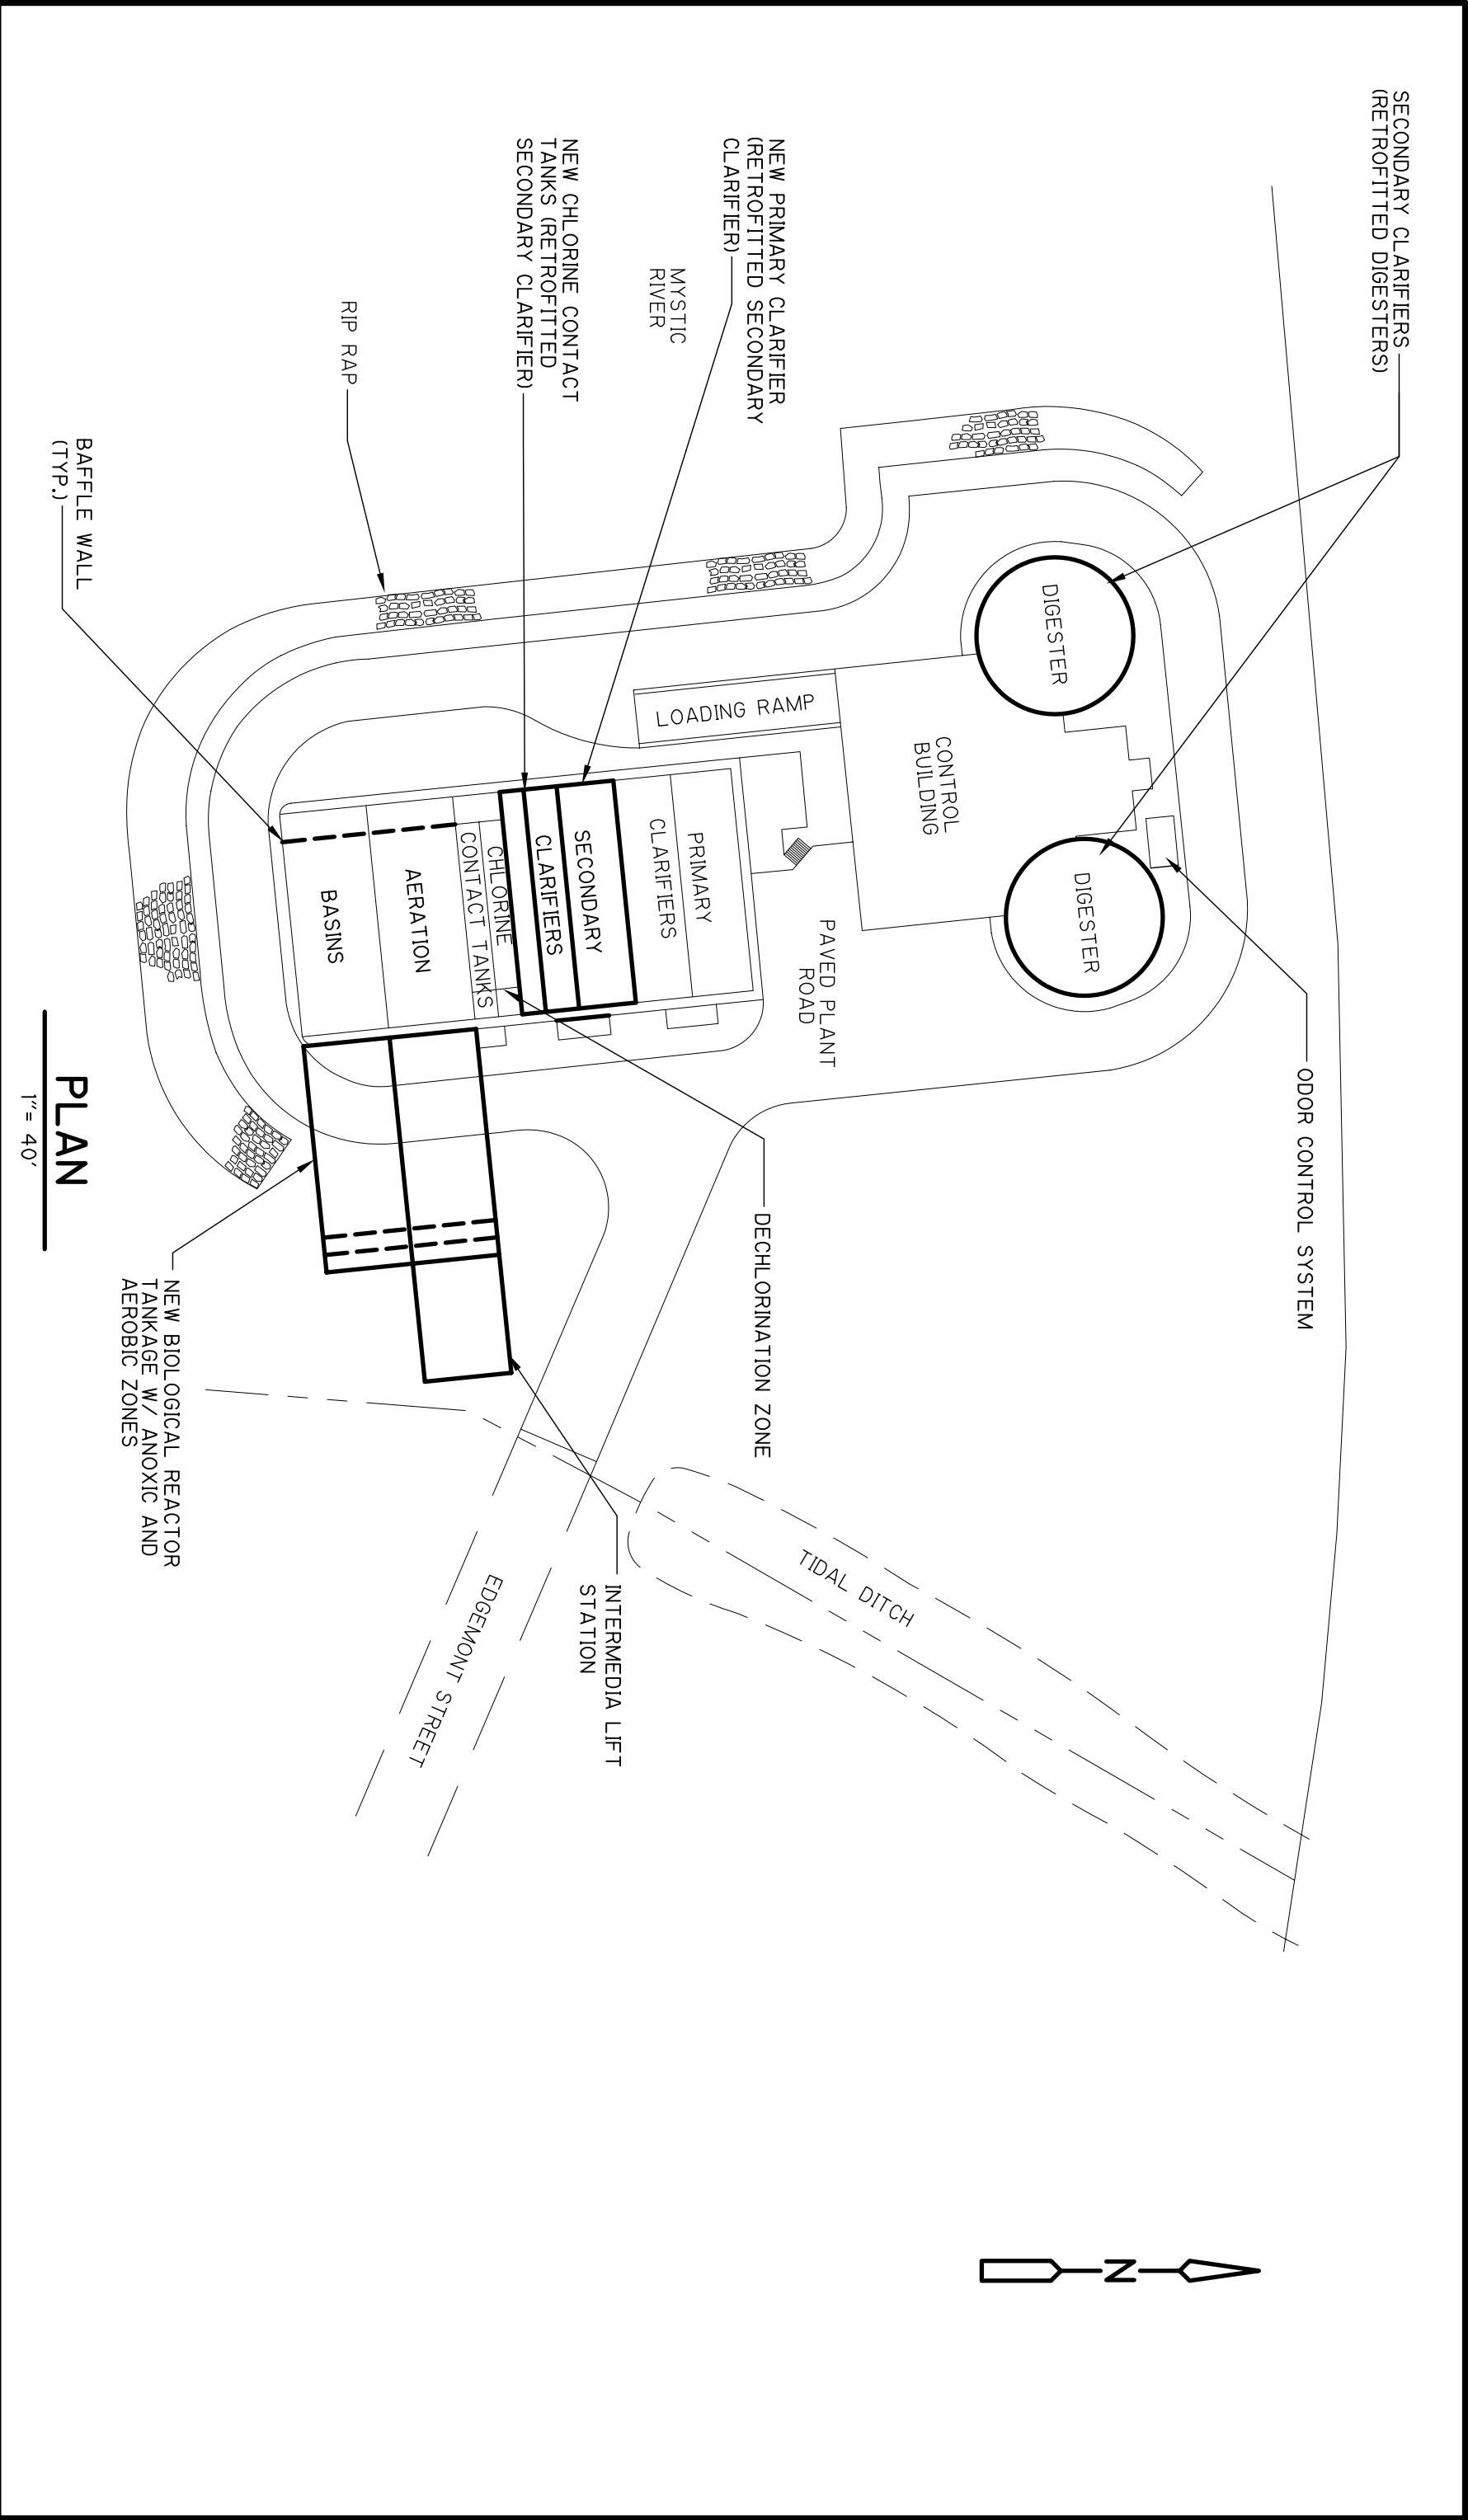 SECONDARY CLARIFIERS
(RETROFITTED DIGESTERS)
ODOR CONTROL SYSTEM
DIGESTER
DIGESTER
CONTROL
BUILDING
LOADING RAMP
PAVED PLANT
ROAD
NEW PRIMARY CLARIFIER
(RETROFITTED SECONDARY
CLARIFIER)
MYSTIC
RIVER
NEW CHLORINE CONTACT
TANKS (RETROFITTED
SECONDARY CLARIFIER)
RIP RAP
BAFFLE WALL
(TYP.)
PRIMARY
CLARIFIERS
SECONDARY
CLARIFIERS
CHLORINE
CONTACT TANKS
AERATION
BASINS
DECHLORINATION ZONE
TIDAL DITCH
INTERMEDIA LIFT
STATION
EDGEMONT STREET
NEW BIOLOGICAL REACTOR
TANKAGE W/ ANOXIC AND
AEROBIC ZONES
N
PLAN
1"= 40'